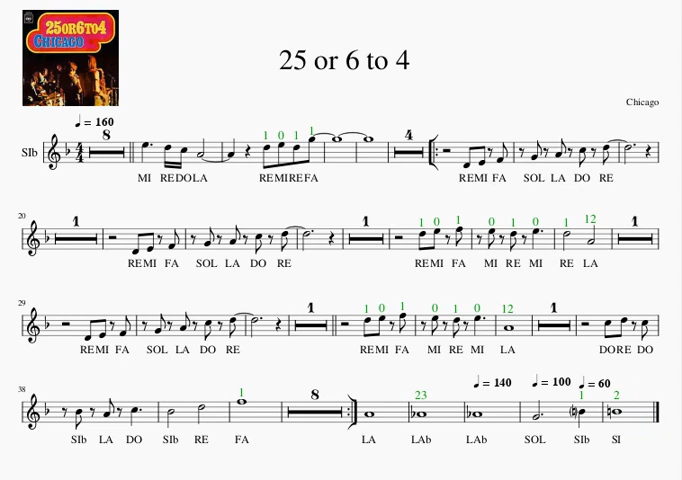 25OR6TO4
CHICAGO
25 or 6 to 4
Chicago
♩ = 160
8 1 0 1 1 4
SIb
4 4
MI REDOLA REMIREFA REMI FA SOL LA DO RE
20
1 1 1 0 1 0 1 0 1 12 1
REMI FA SOL LA DO RE REMI FA MI RE MI RE LA
29
1 1 0 1 0 1 0 12 1
REMI FA SOL LA DO RE REMI FA MI RE MI LA DORE DO
♩ = 140 ♩ = 100 ♩ = 60
38
1 8 23 1 2
SIb LA DO SIb RE FA LA LAb LAb SOL SIb SI